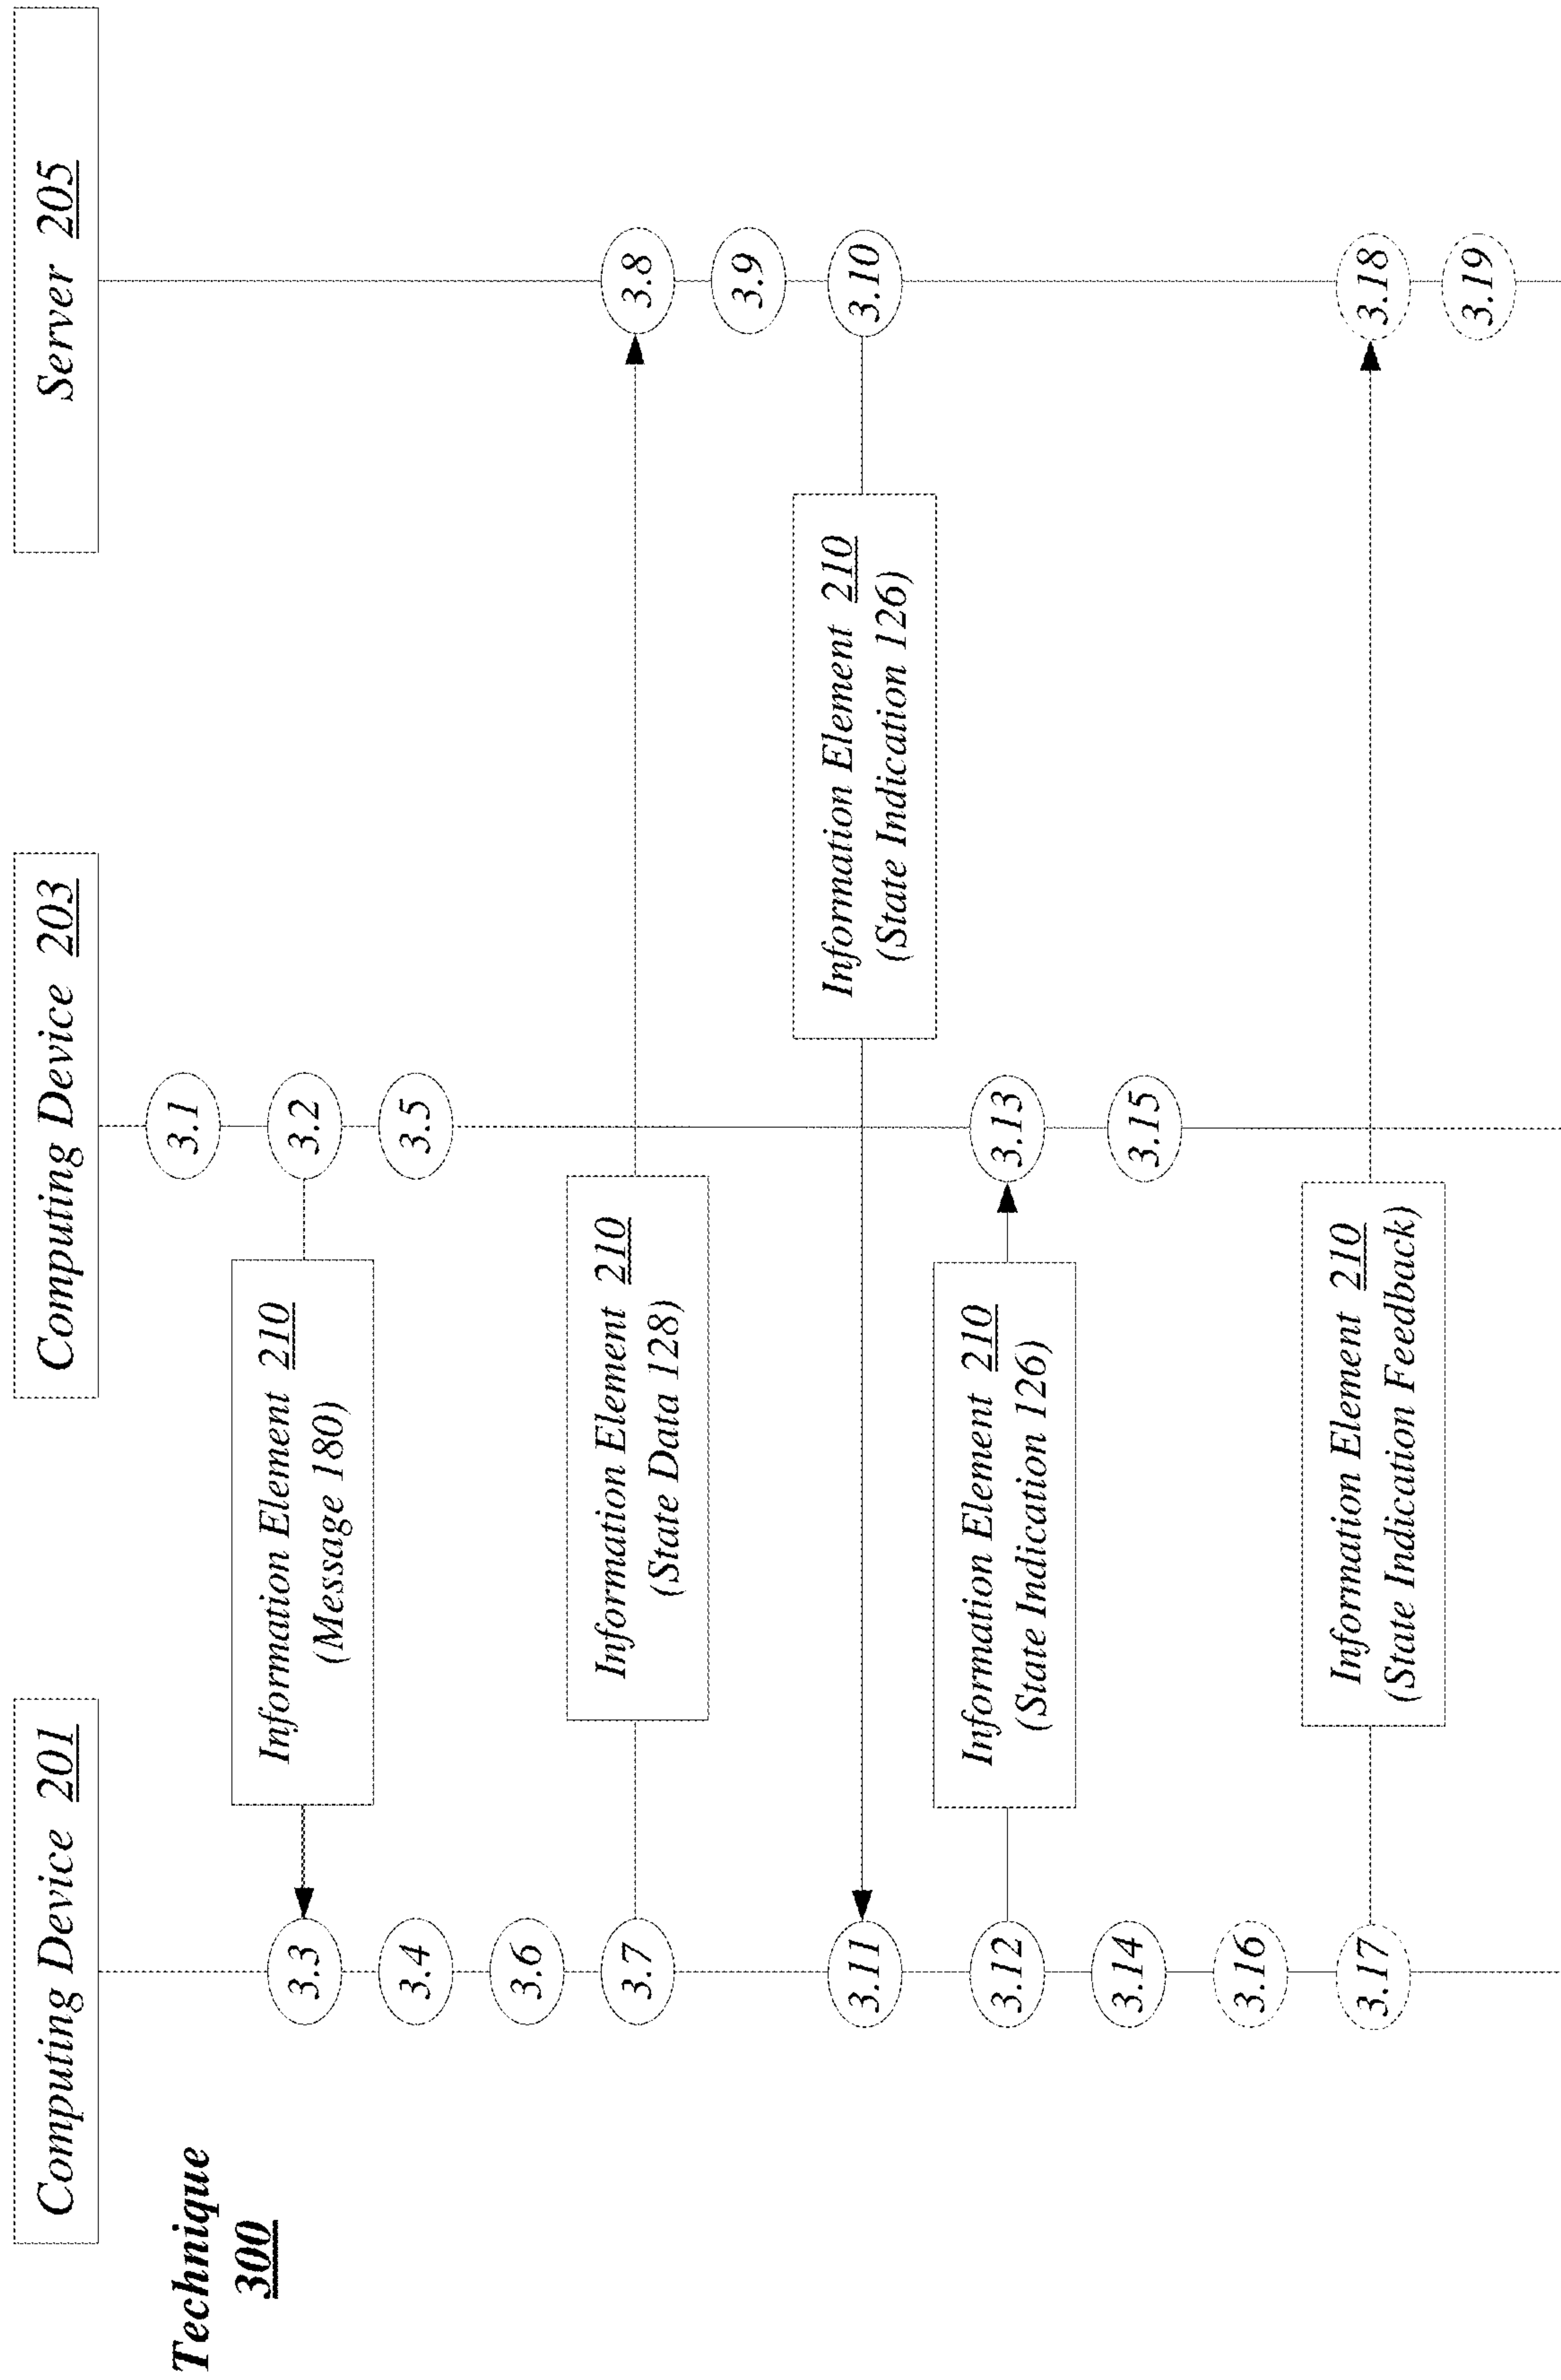 Technique
300
Computing Device 201
Computing Device 203
Server 205
3.1
3.3
Information Element 210
(Message 180)
3.2
3.4
3.5
3.6
3.7
Information Element 210
(State Data 128)
3.8
3.9
3.11
Information Element 210
(State Indication 126)
3.10
3.12
Information Element 210
(State Indication 126)
3.13
3.14
3.15
3.16
3.17
Information Element 210
(State Indication Feedback)
3.18
3.19